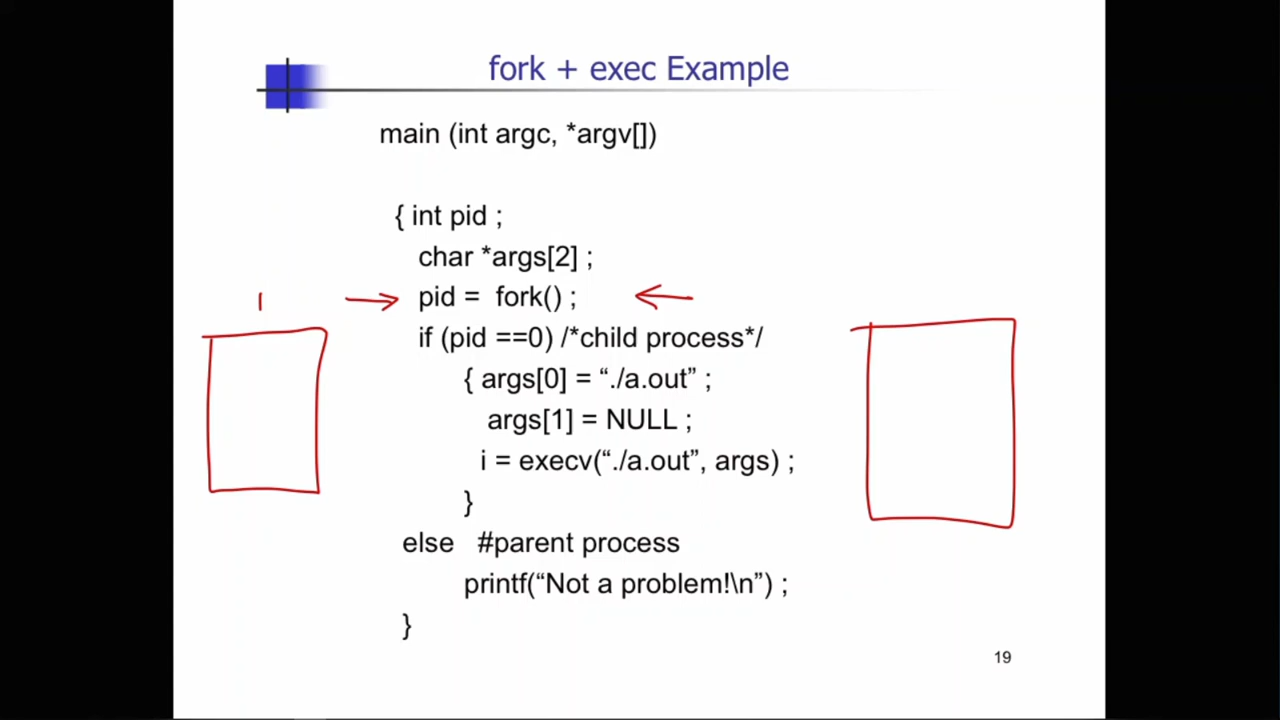 fork + exec Example
main (int argc, *argv[])
{ int pid ;
char *args[2] ;
pid = fork() ;
if (pid ==0) /*child process*/
{ args[0] = “./a.out” ;
args[1] = NULL ;
i = execv(“./a.out”, args) ;
}
else #parent process
printf(“Not a problem!\n”) ;
}
19